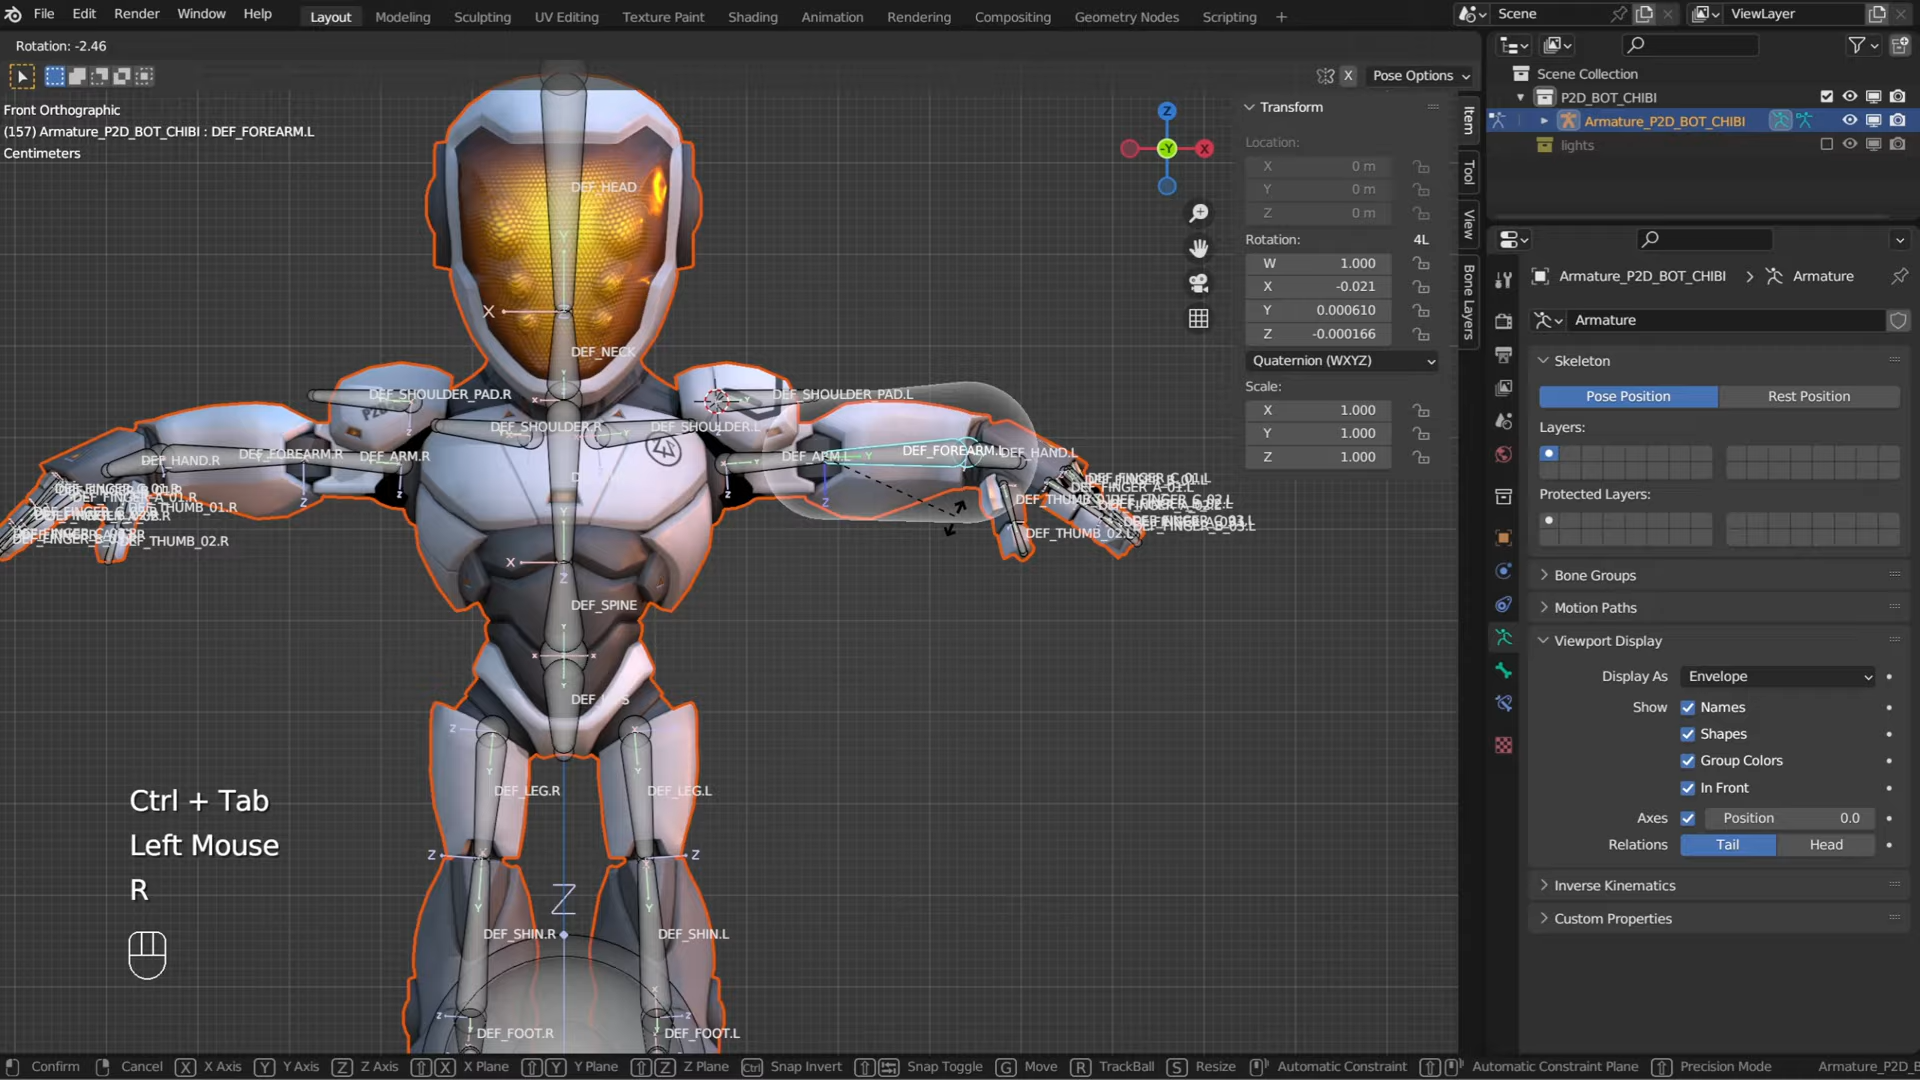 File Edit Render Window Help Layout Modeling Sculpting UV Editing Texture Paint Shading Animation Rendering Compositing Geometry Nodes Scripting + Scene ViewLayer
Rotation: -2.46
X Pose Options
Front Orthographic
(157) Armature_P2D_BOT_CHIBI : DEF_FOREARM.L
Centimeters
DEF_HEAD
DEF_NECK
DEF_SHOULDER_PAD.R
DEF_SHOULDER_PAD.L
DEF_SHOULDER.R
DEF_SHOULDER.L
DEF_HAND.R
DEF_FOREARM.R
DEF_ARM.R
DEF_ARM.L
DEF_FOREARM.L
DEF_HAND.L
DEF_THUMB_02.R
DEF_THUMB_02.L
DEF_SPINE
DEF_LEG.R
DEF_LEG.L
DEF_SHIN.R
DEF_SHIN.L
DEF_FOOT.R
DEF_FOOT.L
Ctrl + Tab
Left Mouse
R
Z
X
-Y
Transform
Location:
X 0 m
Y 0 m
Z 0 m
Rotation: 4L
W 1.000
X -0.021
Y 0.000610
Z -0.000166
Quaternion (WXYZ)
Scale:
X 1.000
Y 1.000
Z 1.000
Item
Tool
View
Bone Layers
Scene Collection
P2D_BOT_CHIBI
Armature_P2D_BOT_CHIBI
lights
Armature_P2D_BOT_CHIBI > Armature
Armature
Skeleton
Pose Position Rest Position
Layers:
Protected Layers:
Bone Groups
Motion Paths
Viewport Display
Display As Envelope
Show Names
Shapes
Group Colors
In Front
Axes Position 0.0
Relations Tail Head
Inverse Kinematics
Custom Properties
Confirm Cancel X X Axis Y Y Axis Z Z Axis X X Plane Y Y Plane Z Z Plane Ctrl Snap Invert Snap Toggle G Move R TrackBall S Resize Automatic Constraint Automatic Constraint Plane Precision Mode Armature_P2D_B